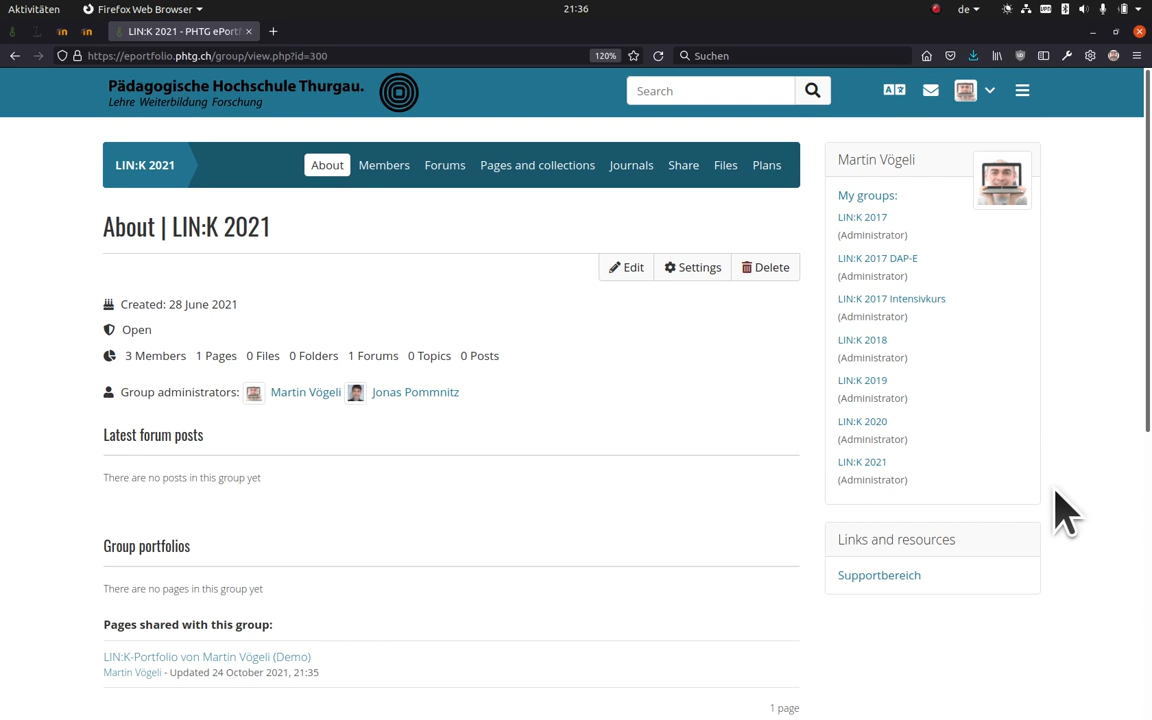 Aktivitäten
Firefox Web Browser
21:36
de
LIN:K 2021 - PHTG ePortf
https://eportfolio.phtg.ch/group/view.php?id=300
120%
Suchen
Pädagogische Hochschule Thurgau.
Lehre Weiterbildung Forschung
Search
LIN:K 2021
About Members Forums Pages and collections Journals Share Files Plans
About | LIN:K 2021
Edit Settings Delete
Created: 28 June 2021
Open
3 Members 1 Pages 0 Files 0 Folders 1 Forums 0 Topics 0 Posts
Group administrators: Martin Vögeli Jonas Pommnitz
Latest forum posts
There are no posts in this group yet
Group portfolios
There are no pages in this group yet
Pages shared with this group:
LIN:K-Portfolio von Martin Vögeli (Demo)
Martin Vögeli - Updated 24 October 2021, 21:35
1 page
Martin Vögeli
My groups:
LIN:K 2017
(Administrator)
LIN:K 2017 DAP-E
(Administrator)
LIN:K 2017 Intensivkurs
(Administrator)
LIN:K 2018
(Administrator)
LIN:K 2019
(Administrator)
LIN:K 2020
(Administrator)
LIN:K 2021
(Administrator)
Links and resources
Supportbereich